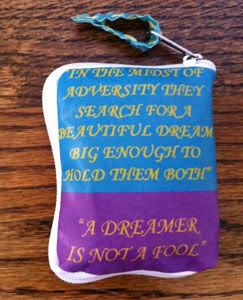 IN THE MIDST OF
ADVERSITY THEY
SEARCH FOR A
BEAUTIFUL DREAM
BIG ENOUGH TO
HOLD THEM BOTH"
"A DREAMER
IS NOT A FOOL"